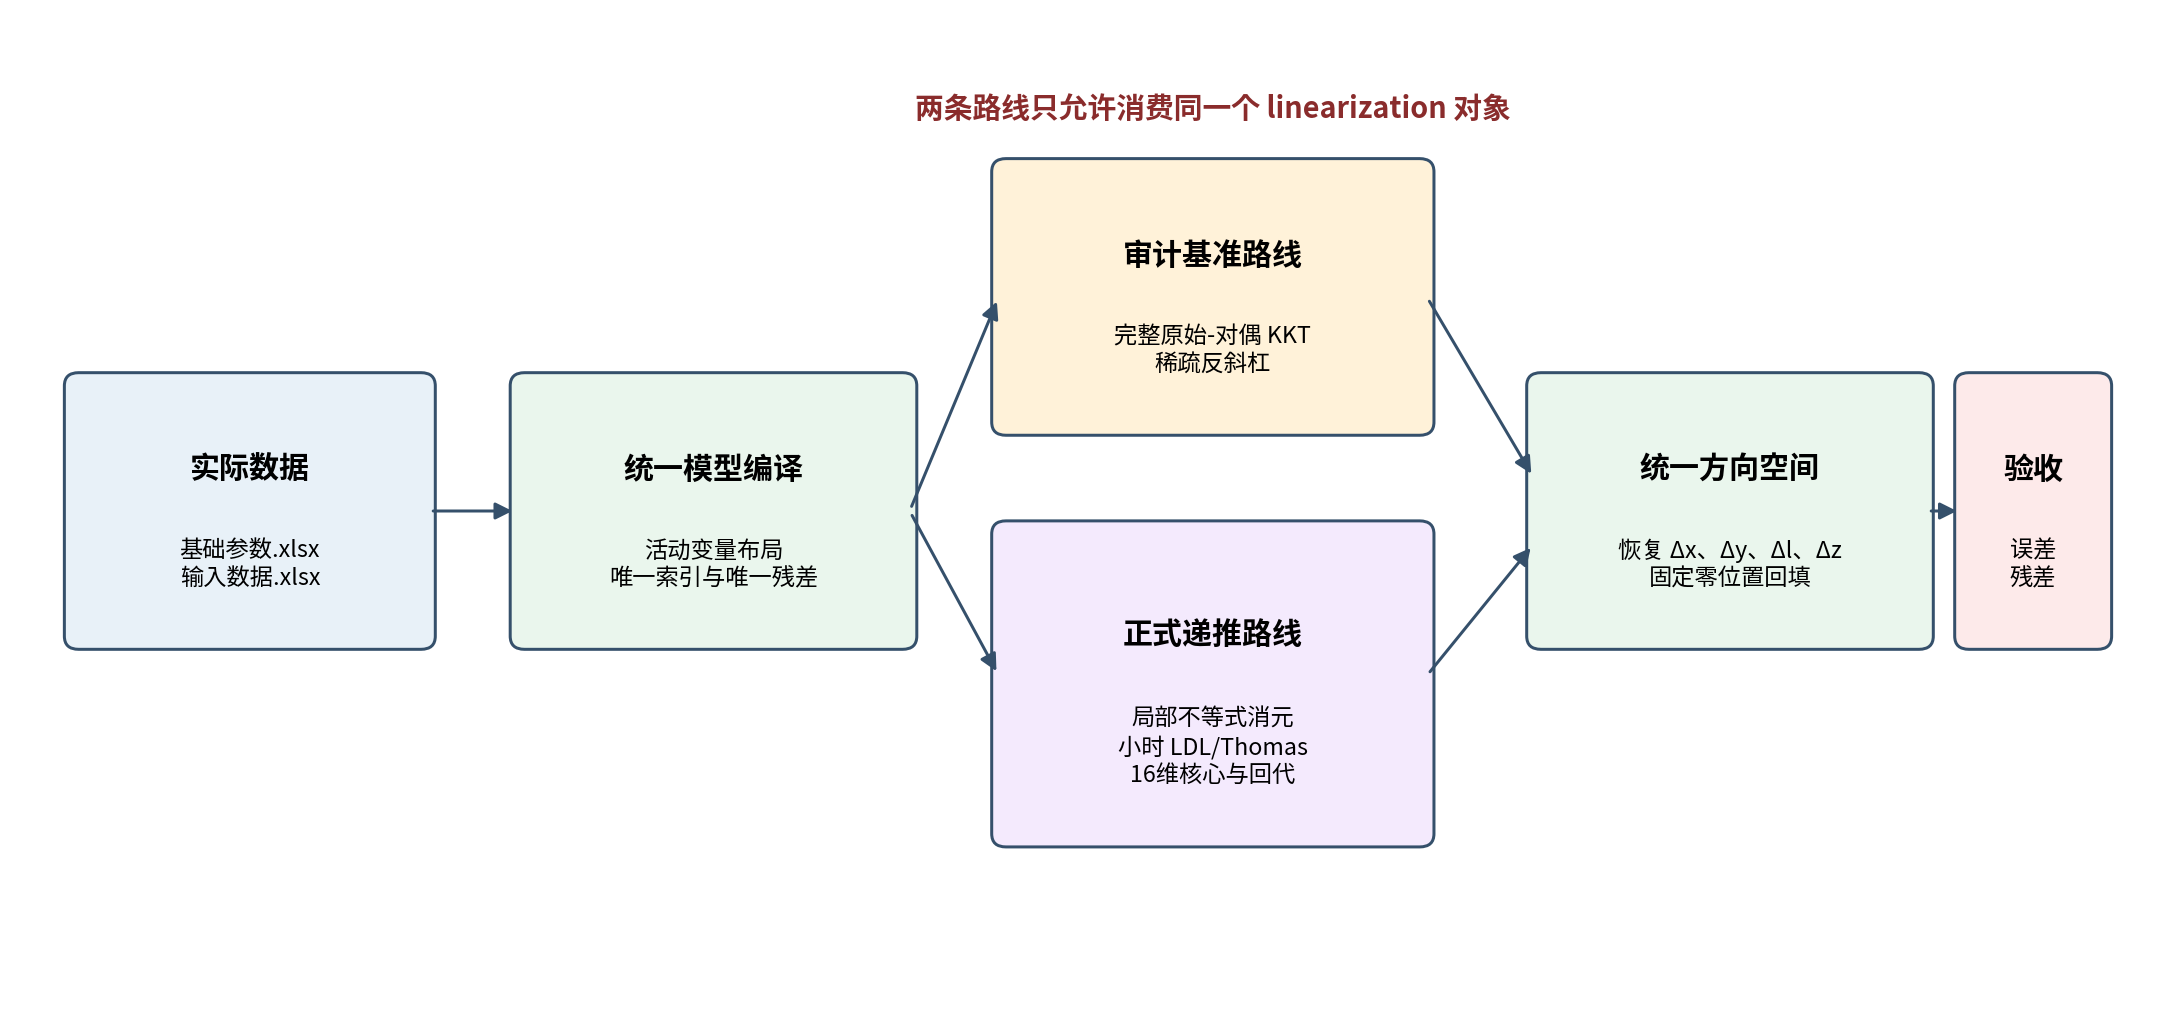 两条路线只允许消费同一个 linearization 对象
实际数据
基础参数.xlsx
输入数据.xlsx
统一模型编译
活动变量布局
唯一索引与唯一残差
审计基准路线
完整原始-对偶 KKT
稀疏反斜杠
正式递推路线
局部不等式消元
小时 LDL/Thomas
16维核心与回代
统一方向空间
恢复 Δx、Δy、Δl、Δz
固定零位置回填
验收
误差
残差